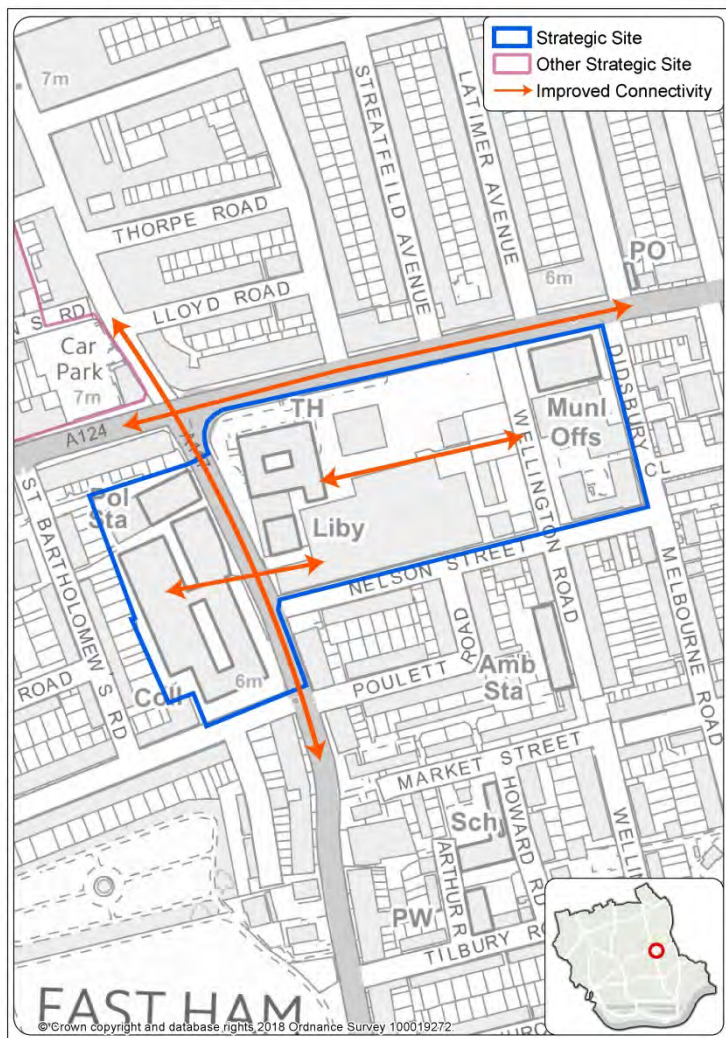 Strategic Site
Other Strategic Site
Improved Connectivity
7m
STREATFEILD AVENUE
LATIMER AVENUE
THORPE ROAD
PO
6m
LLOYD ROAD
N S RD
Car
Park
7m
TH
Munl
Offs
DIDSBURY
CL
A124
WELLINGTON ROAD
ST BARTHOLOMEW'S RD
Pol
Sta
Liby
NELSON STREET
MELBOURNE ROAD
POULETT
ROAD
Amb
Sta
ROAD
Coll
6m
MARKET STREET
Sch
HOWARD RD
ARTHUR R
WELLIN
PW
TILBURY RO
EAST HAM
© Crown copyright and database rights 2018 Ordnance Survey 100019272.